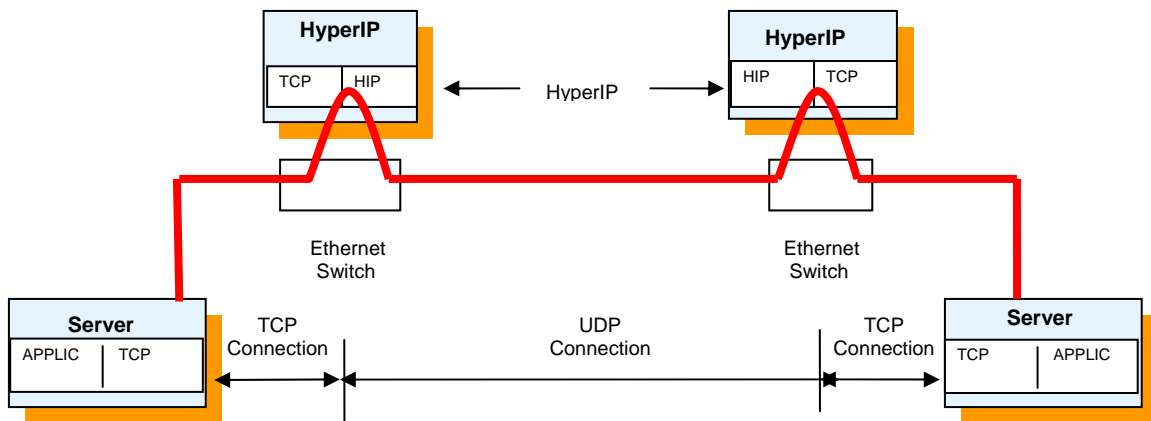 HyperIP
TCP
HIP
HyperIP
HyperIP
HIP
TCP
Ethernet
Switch
Ethernet
Switch
Server
APPLIC
TCP
TCP
Connection
UDP
Connection
TCP
Connection
Server
TCP
APPLIC